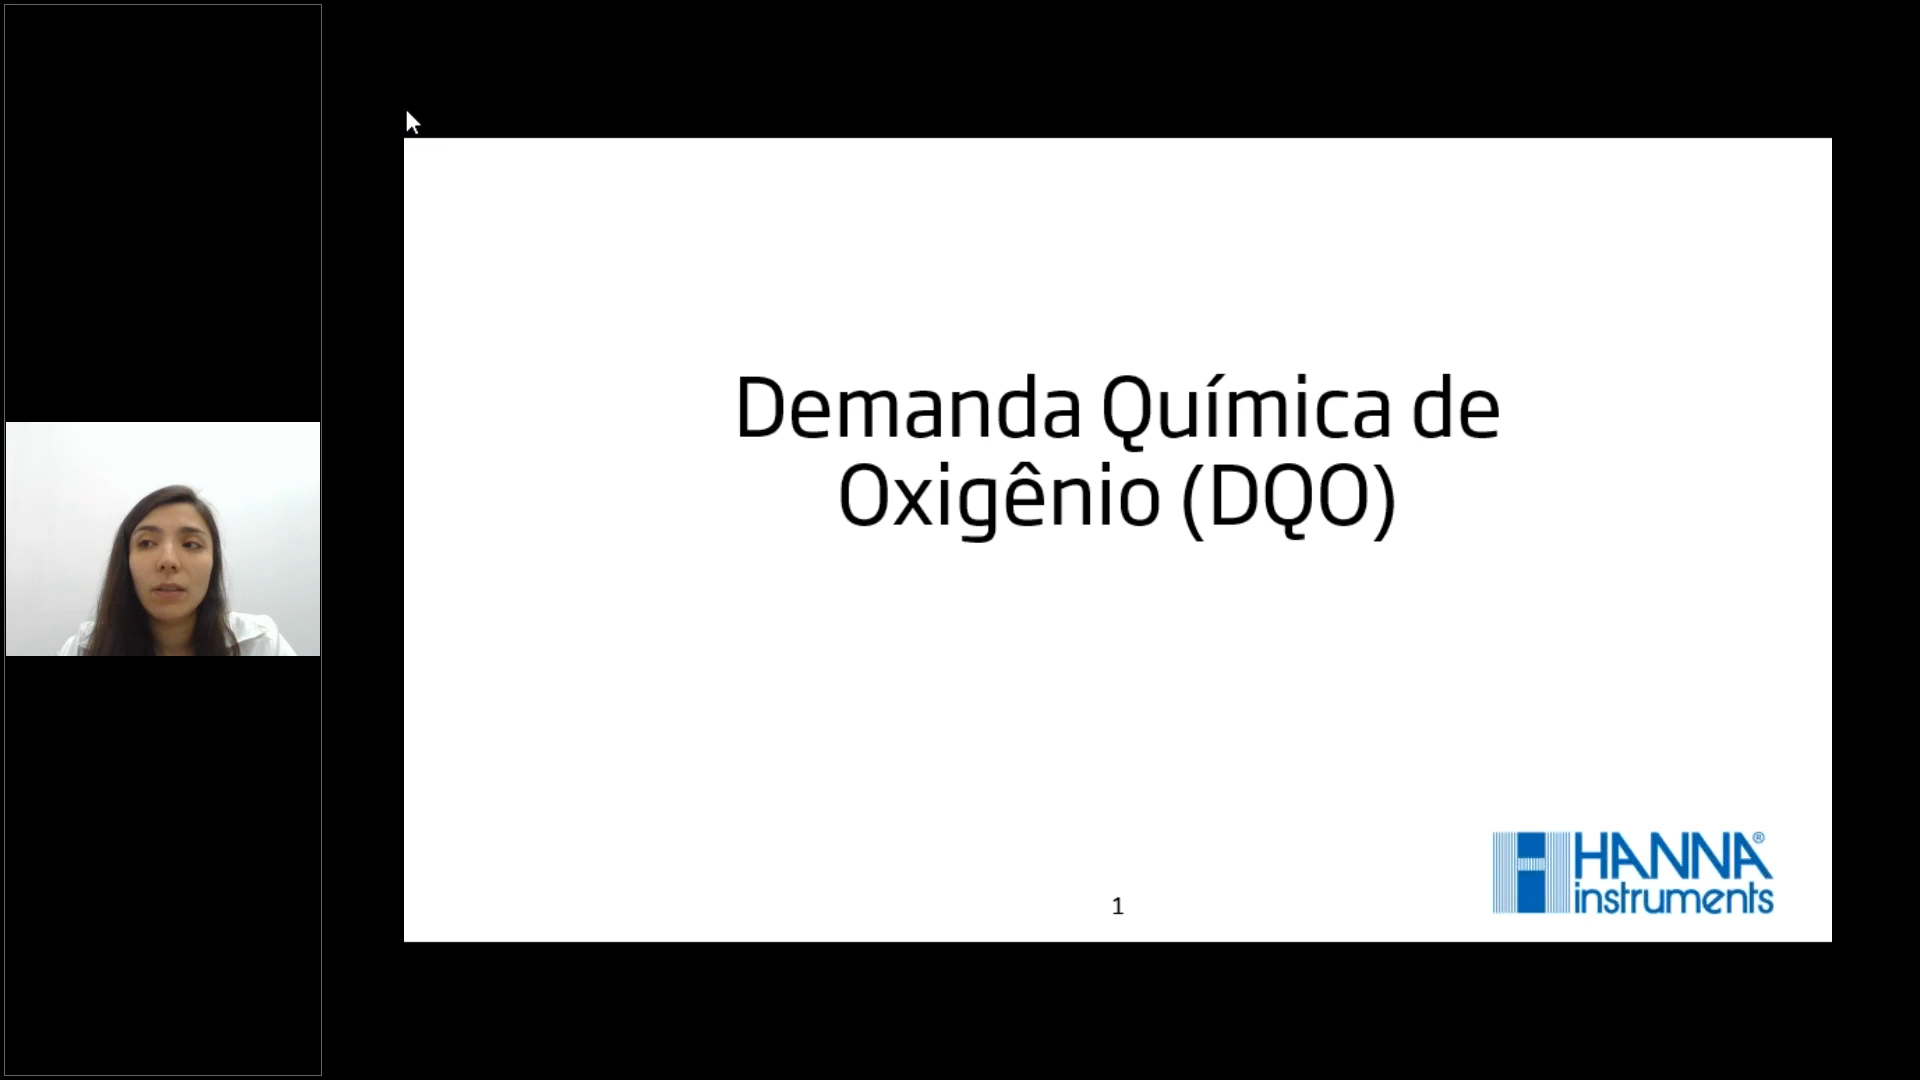 Demanda Química de
Oxigênio (DQO)
1
HANNA®
instruments